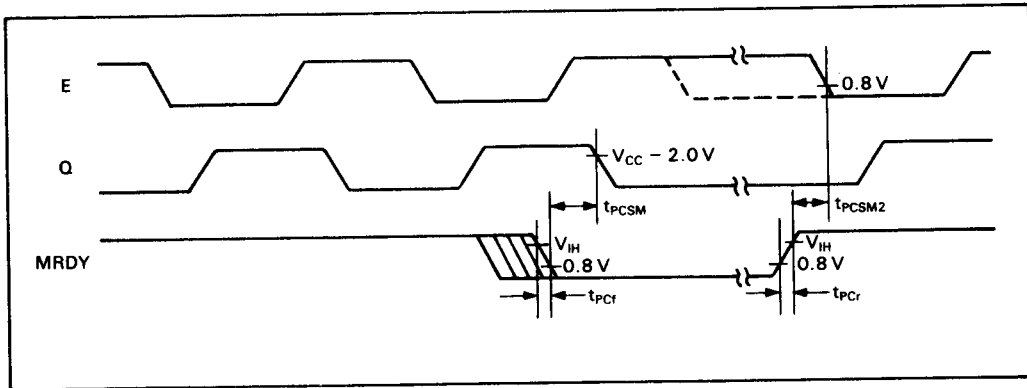 E
0.8 V
Q
V_CC − 2.0 V
t_PCSM
t_PCSM2
MRDY
V_IH
0.8 V
V_IH
0.8 V
t_PCf
t_PCr